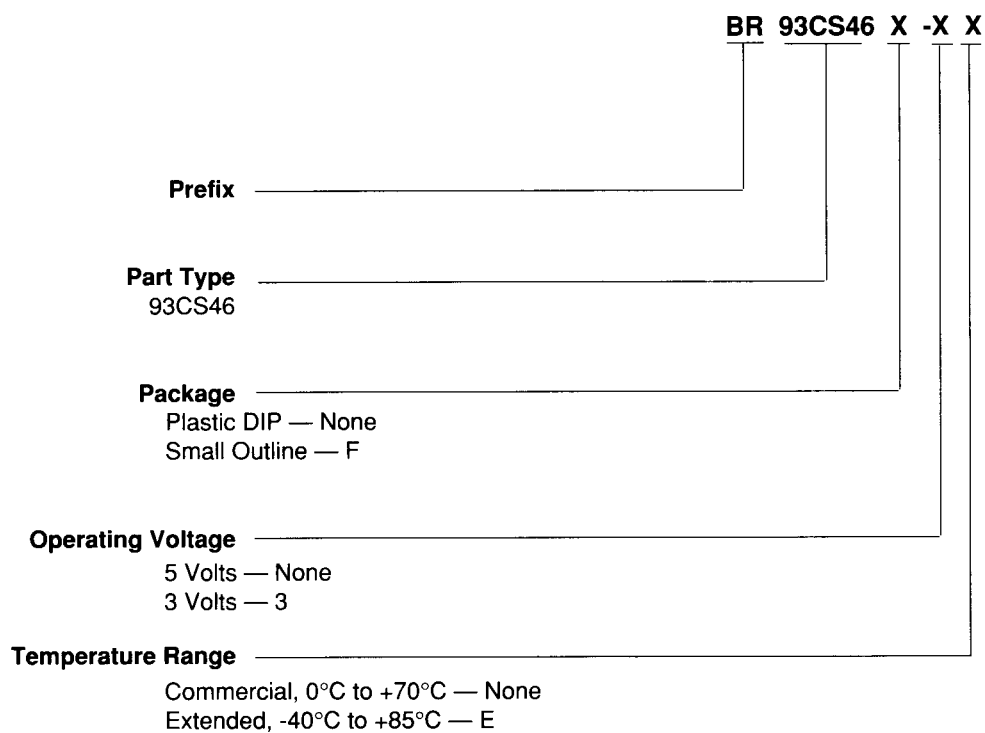 BR 93CS46 X -X X
Prefix
Part Type
93CS46
Package
Plastic DIP — None
Small Outline — F
Operating Voltage
5 Volts — None
3 Volts — 3
Temperature Range
Commercial, 0°C to +70°C — None
Extended, -40°C to +85°C — E